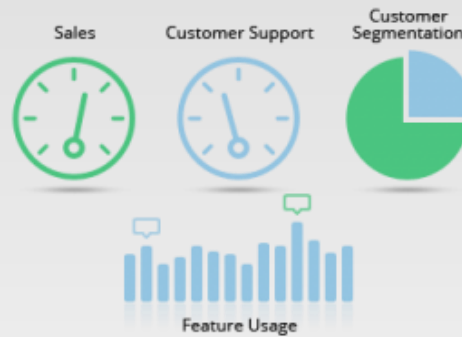 Sales
Customer Support
Customer
Segmentation
Feature Usage